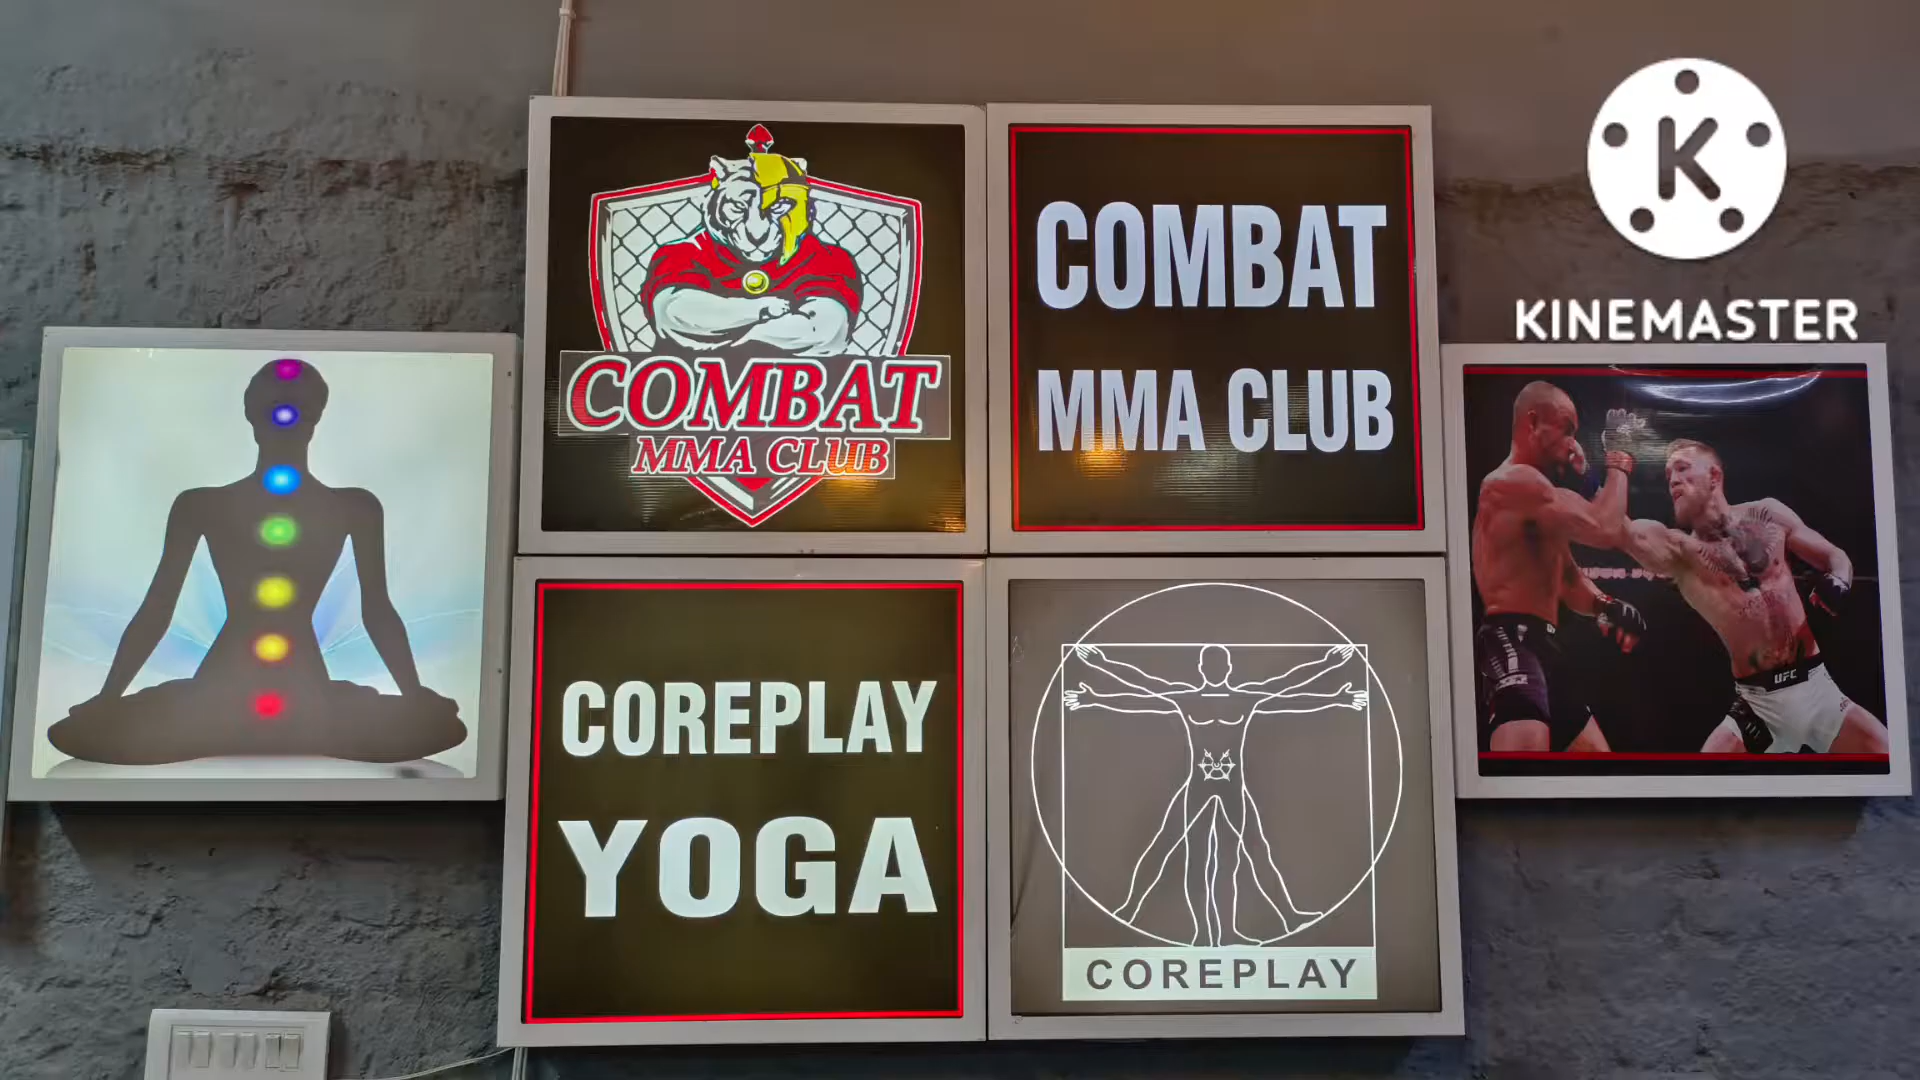 COMBAT
MMA CLUB
COMBAT
MMA CLUB
KINEMASTER
UFC
COREPLAY
YOGA
COREPLAY